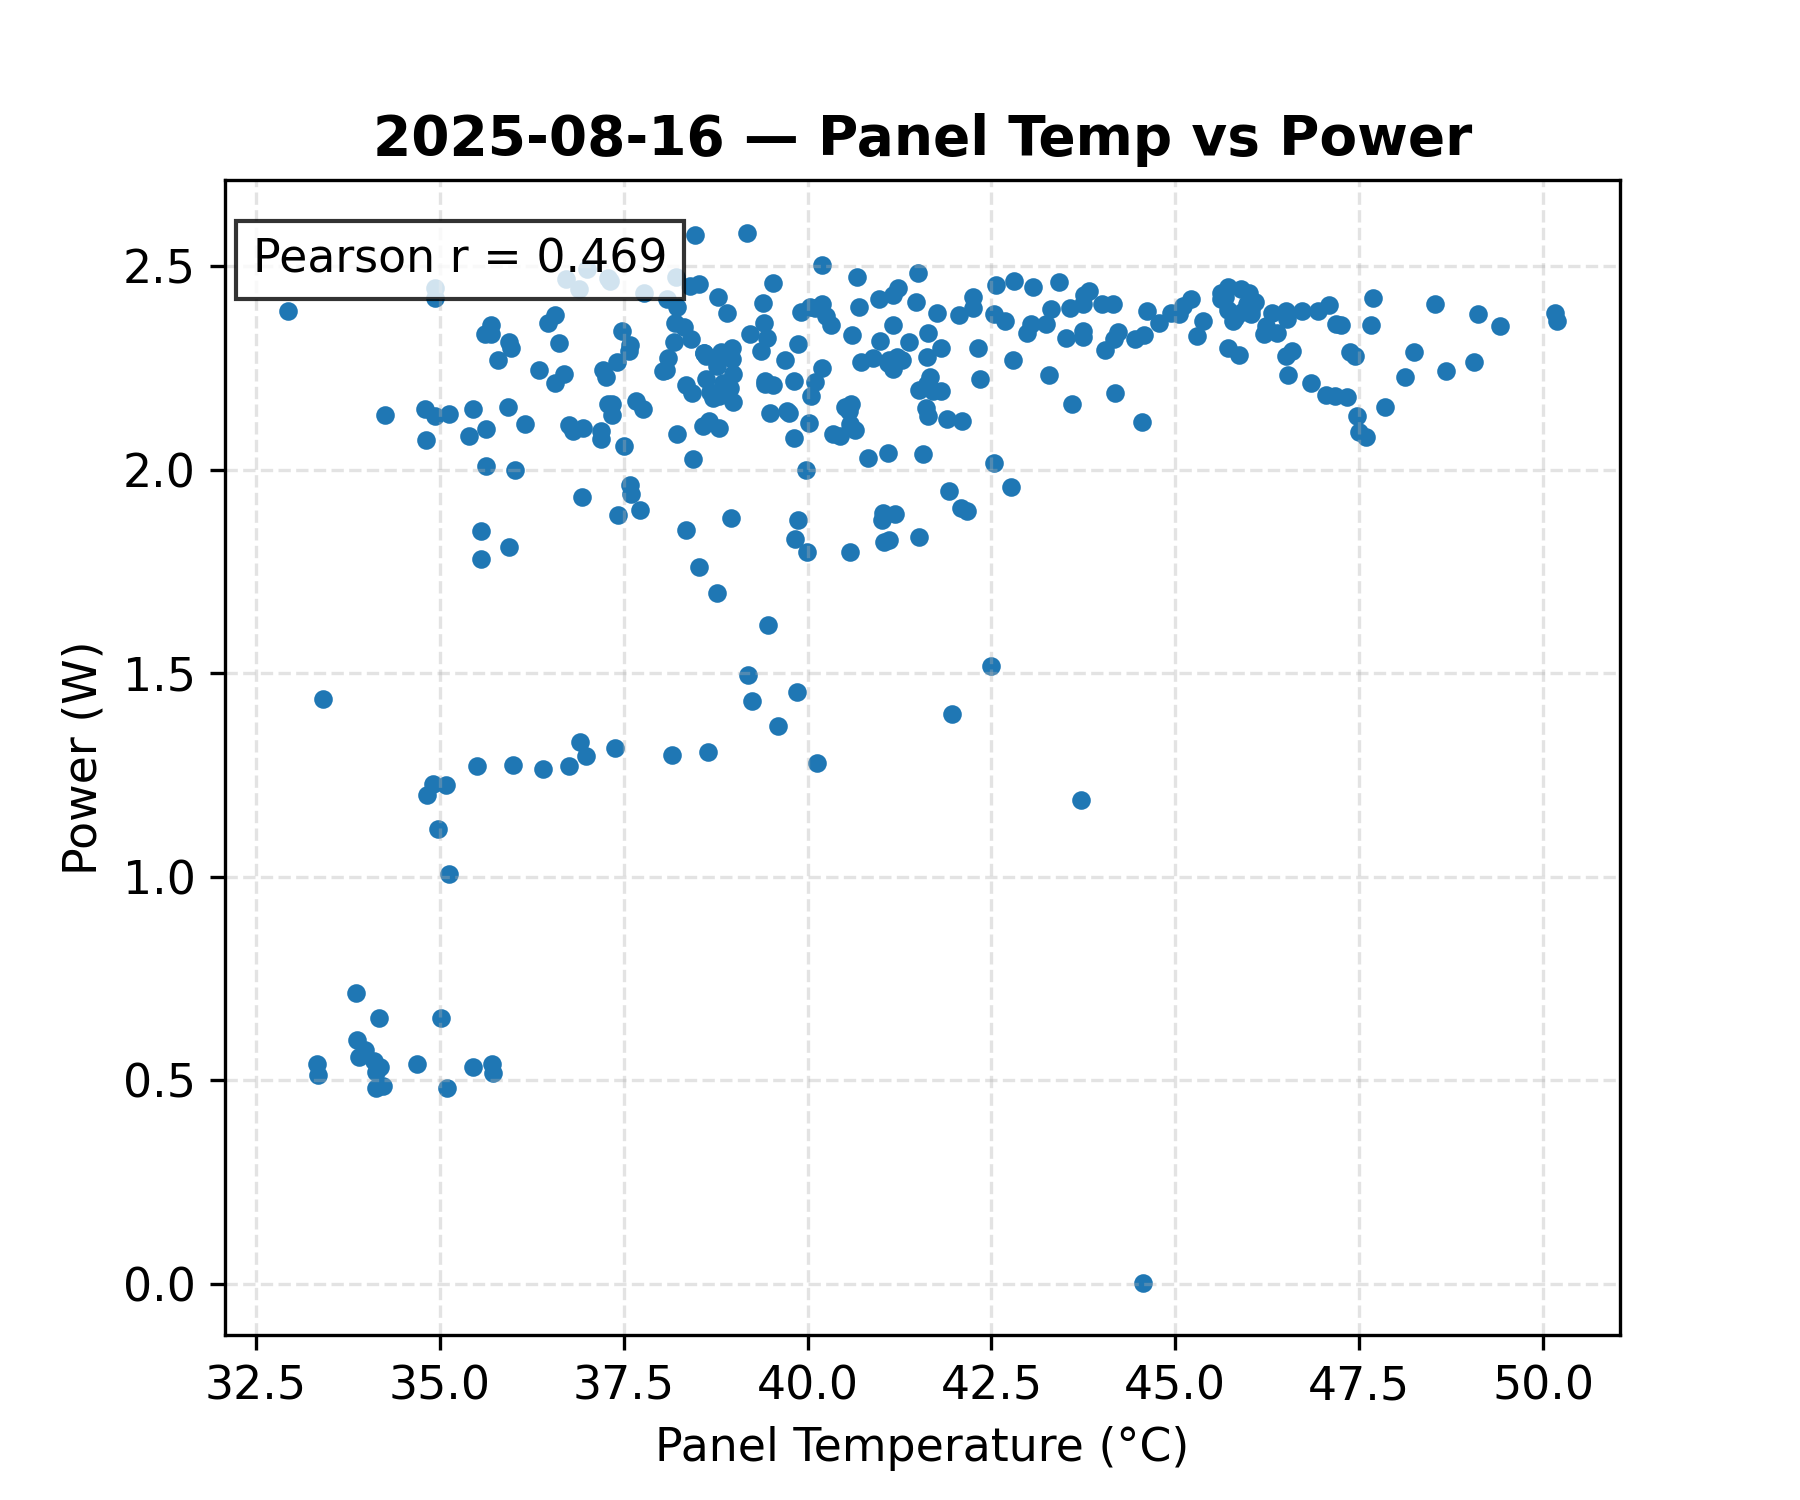 2025-08-16 — Panel Temp vs Power
Pearson r = 0.469
2.5
2.0
1.5
1.0
0.5
0.0
Power (W)
32.5 35.0 37.5 40.0 42.5 45.0 47.5 50.0
Panel Temperature (°C)